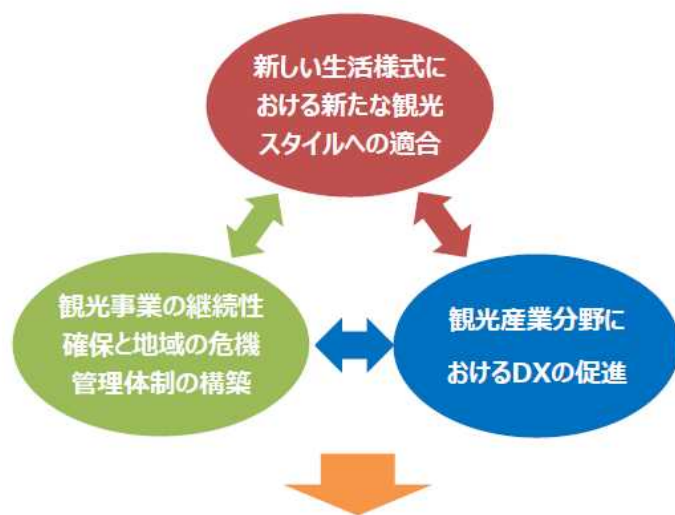 新しい生活様式に
おける新たな観光
スタイルへの適合
観光事業の継続性
確保と地域の危機
管理体制の構築
観光産業分野に
おけるDXの促進